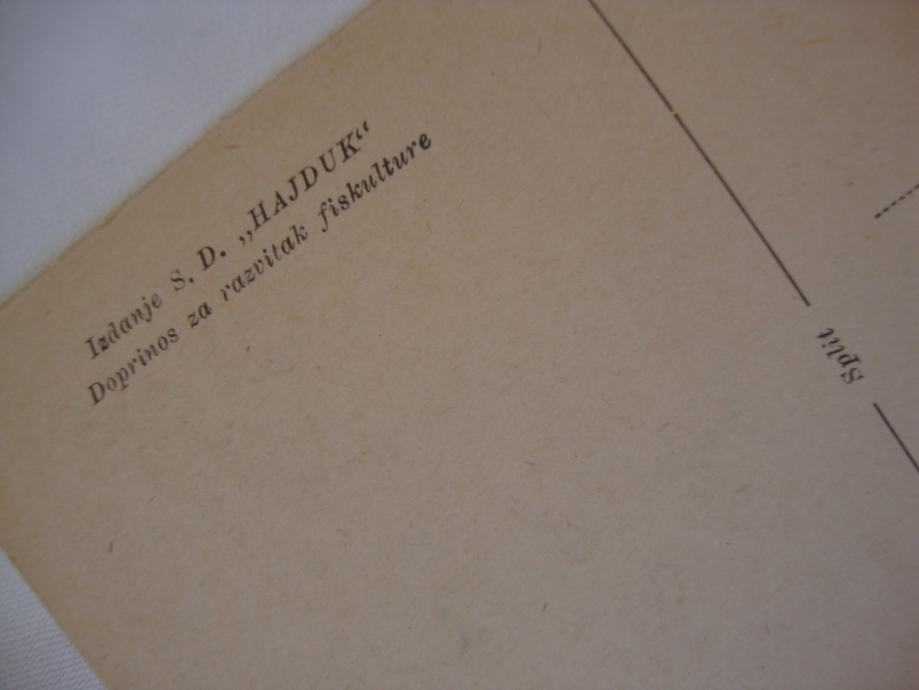 Izdanje S. D. „HAJDUK“
Doprinos za razvitak fiskulture
Split